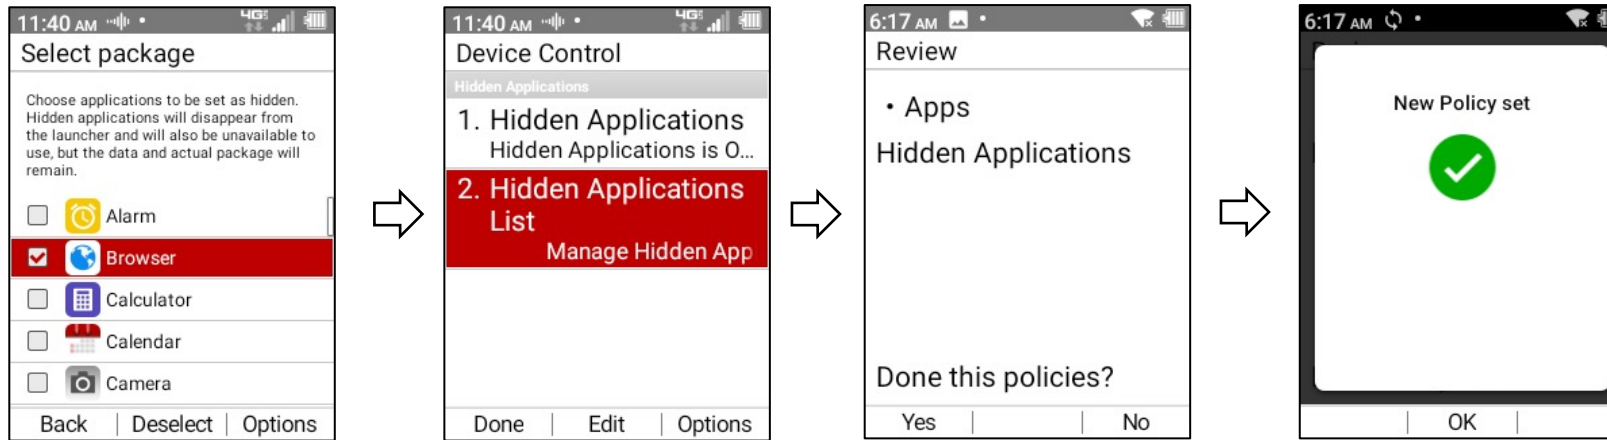 11:40 AM
4G
Select package
Choose applications to be set as hidden.
Hidden applications will disappear from
the launcher and will also be unavailable to
use, but the data and actual package will
remain.
Alarm
Browser
Calculator
Calendar
Camera
Back Deselect Options
11:40 AM
4G
Device Control
Hidden Applications
1. Hidden Applications
Hidden Applications is O...
2. Hidden Applications
List
Manage Hidden App
Done Edit Options
6:17 AM
Review
• Apps
Hidden Applications
Done this policies?
Yes No
6:17 AM
New Policy set
OK